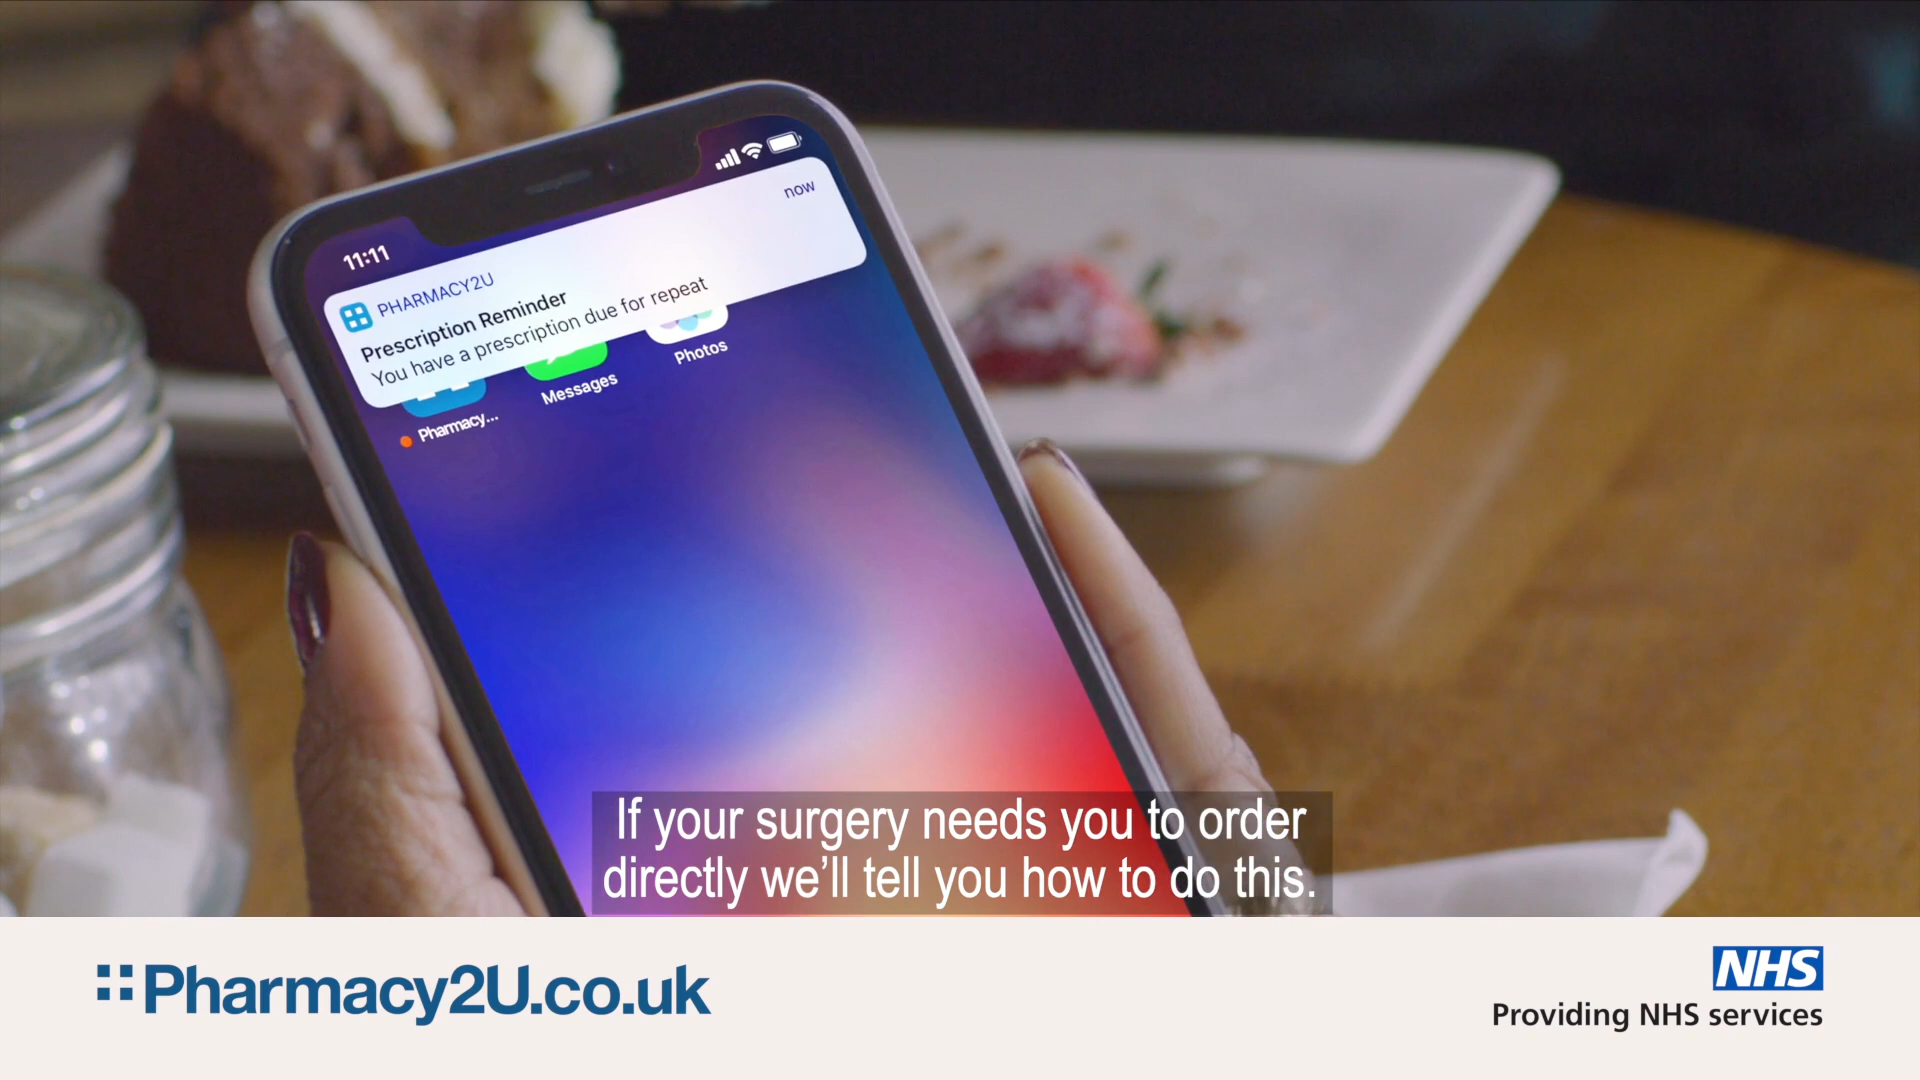 11:11
now
PHARMACY2U
Prescription Reminder
You have a prescription due for repeat
Pharmacy...
Messages
Photos
If your surgery needs you to order
directly we'll tell you how to do this.
Pharmacy2U.co.uk
NHS
Providing NHS services